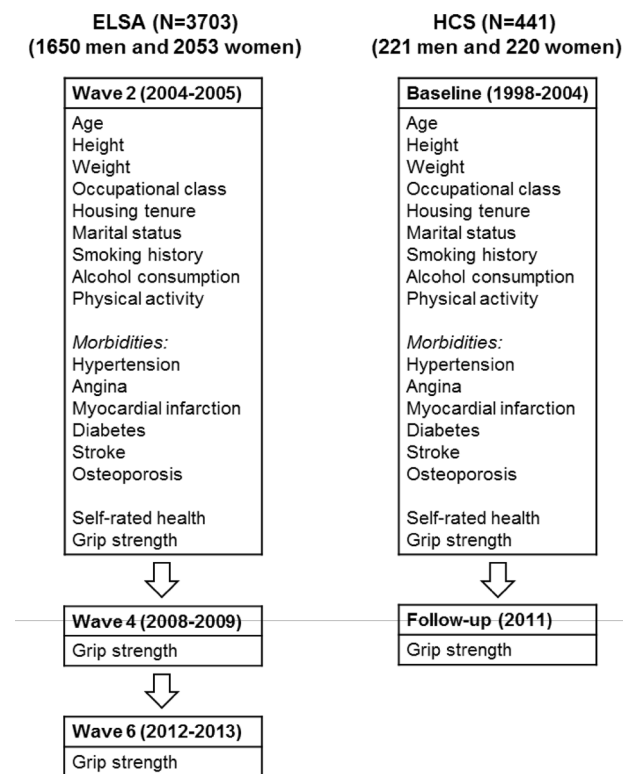 ELSA (N=3703)
(1650 men and 2053 women)
Wave 2 (2004-2005)
Age
Height
Weight
Occupational class
Housing tenure
Marital status
Smoking history
Alcohol consumption
Physical activity
Morbidities:
Hypertension
Angina
Myocardial infarction
Diabetes
Stroke
Osteoporosis
Self-rated health
Grip strength
Wave 4 (2008-2009)
Grip strength
Wave 6 (2012-2013)
Grip strength
HCS (N=441)
(221 men and 220 women)
Baseline (1998-2004)
Age
Height
Weight
Occupational class
Housing tenure
Marital status
Smoking history
Alcohol consumption
Physical activity
Morbidities:
Hypertension
Angina
Myocardial infarction
Diabetes
Stroke
Osteoporosis
Self-rated health
Grip strength
Follow-up (2011)
Grip strength